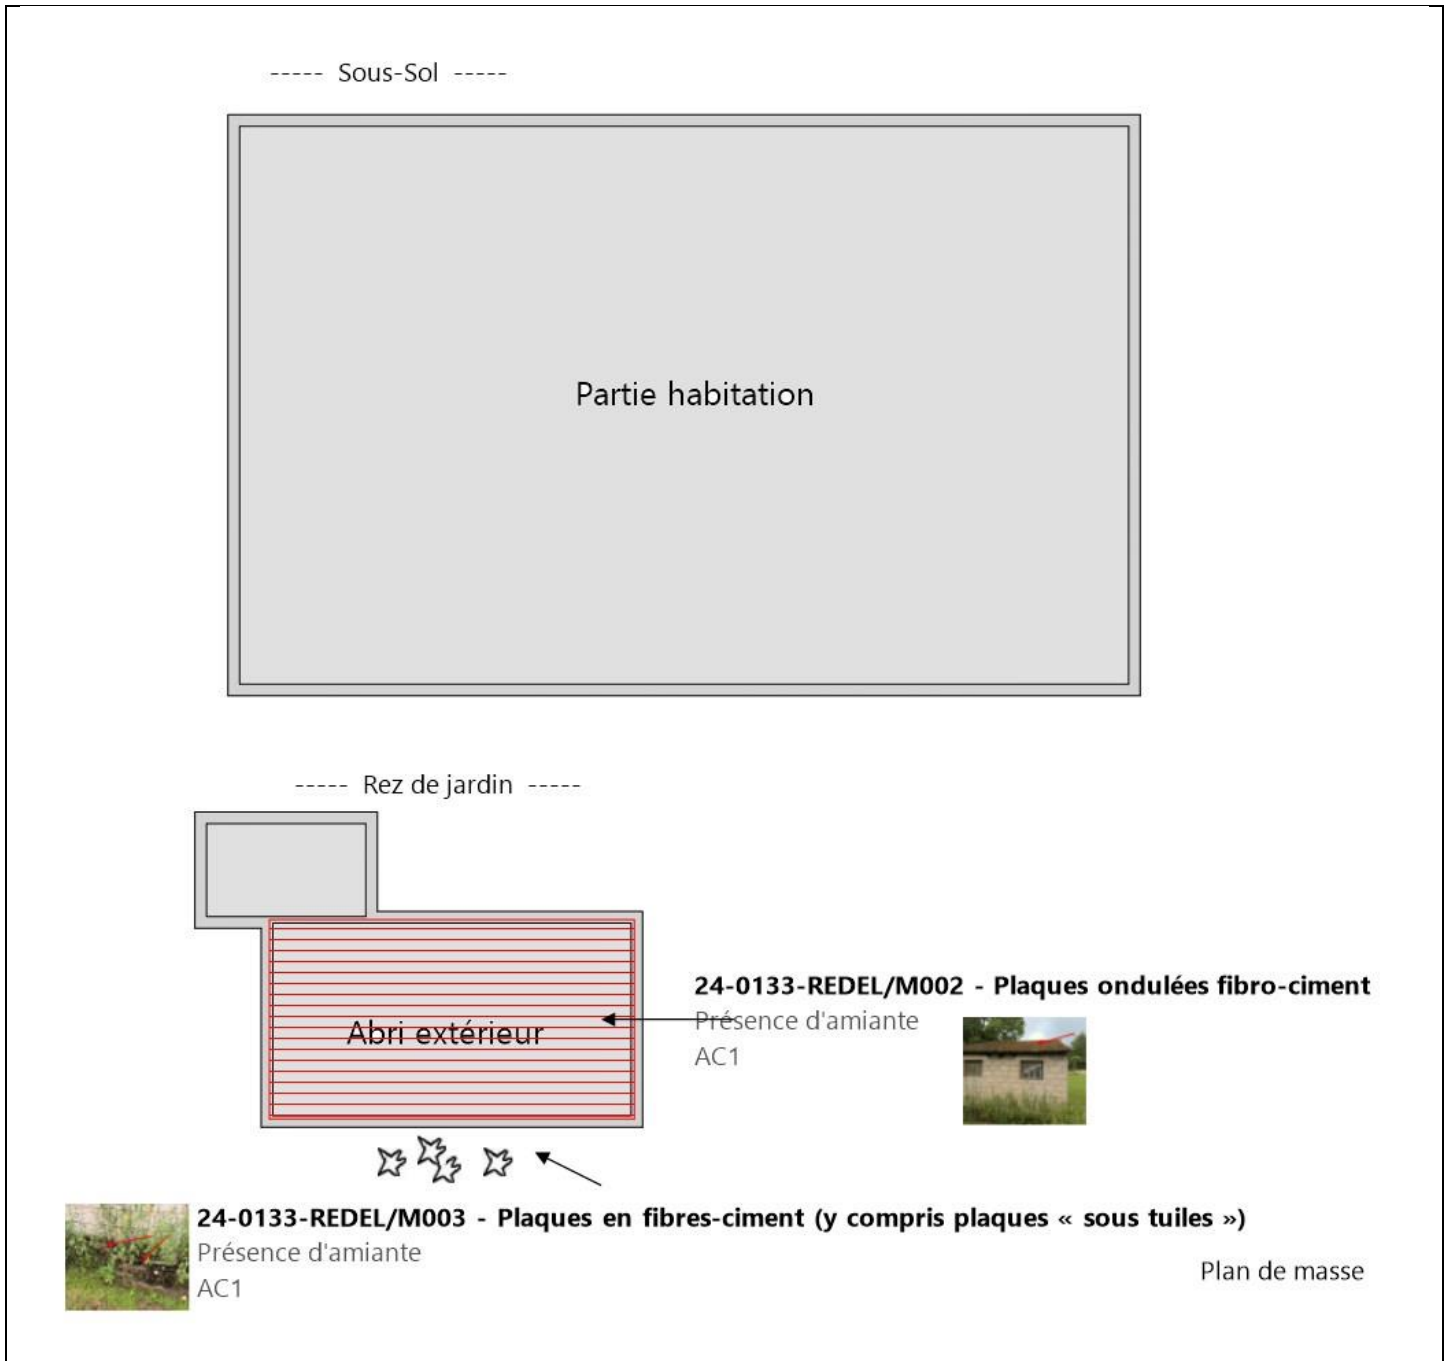 ----- Sous-Sol -----
Partie habitation
----- Rez de jardin -----
Abri extérieur
24-0133-REDEL/M002 - Plaques ondulées fibro-ciment
Présence d'amiante
AC1
24-0133-REDEL/M003 - Plaques en fibres-ciment (y compris plaques « sous tuiles »)
Présence d'amiante
AC1
Plan de masse